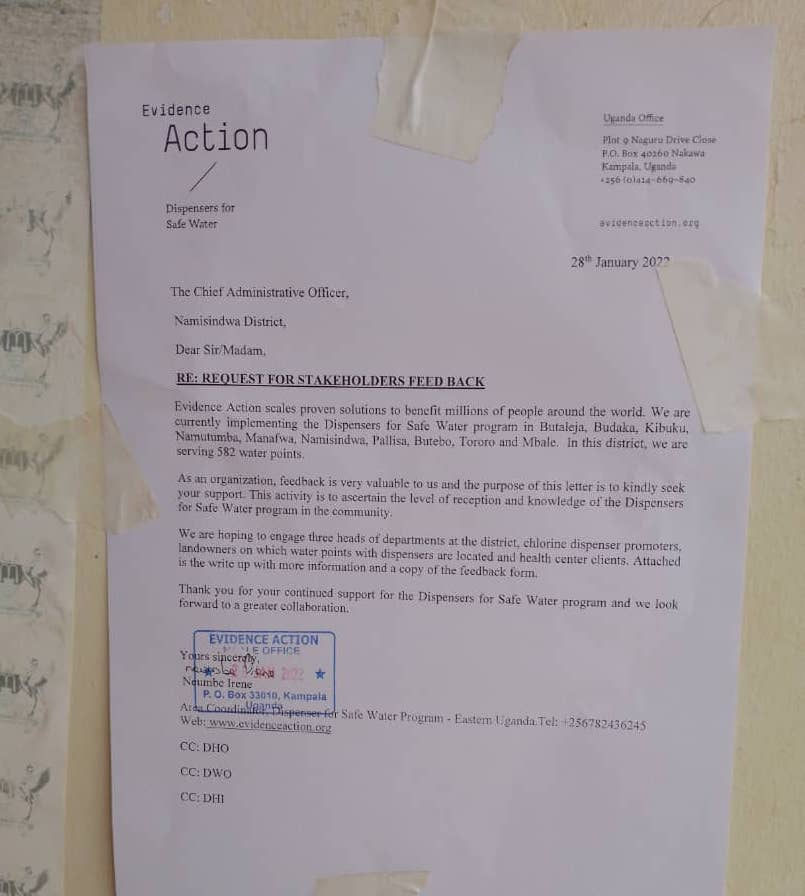 Evidence
Action
Dispensers for
Safe Water
Uganda Office
Plot 9 Naguru Drive Close
P.O. Box 40260 Nakawa
Kampala, Uganda
+256 (0)414-669-840
evidenceaction.org
28th January 2022
The Chief Administrative Officer,
Namisindwa District,
Dear Sir/Madam,
RE: REQUEST FOR STAKEHOLDERS FEED BACK
Evidence Action scales proven solutions to benefit millions of people around the world. We are
currently implementing the Dispensers for Safe Water program in Butaleja, Budaka, Kibuku,
Namutumba, Manafwa, Namisindwa, Pallisa, Butebo, Tororo and Mbale. In this district, we are
serving 582 water points.
As an organization, feedback is very valuable to us and the purpose of this letter is to kindly seek
your support. This activity is to ascertain the level of reception and knowledge of the Dispensers
for Safe Water program in the community.
We are hoping to engage three heads of departments at the district, chlorine dispenser promoters,
landowners on which water points with dispensers are located and health center clients. Attached
is the write up with more information and a copy of the feedback form.
Thank you for your continued support for the Dispensers for Safe Water program and we look
forward to a greater collaboration.
EVIDENCE ACTION
OFFICE
Yours sincerely,
2022
Neumbe Irene
P. O. Box 33010, Kampala
Uganda
Area Coordinator, Dispenser for Safe Water Program - Eastern Uganda.Tel: +256782436245
Web: www.evidenceaction.org
CC: DHO
CC: DWO
CC: DHI